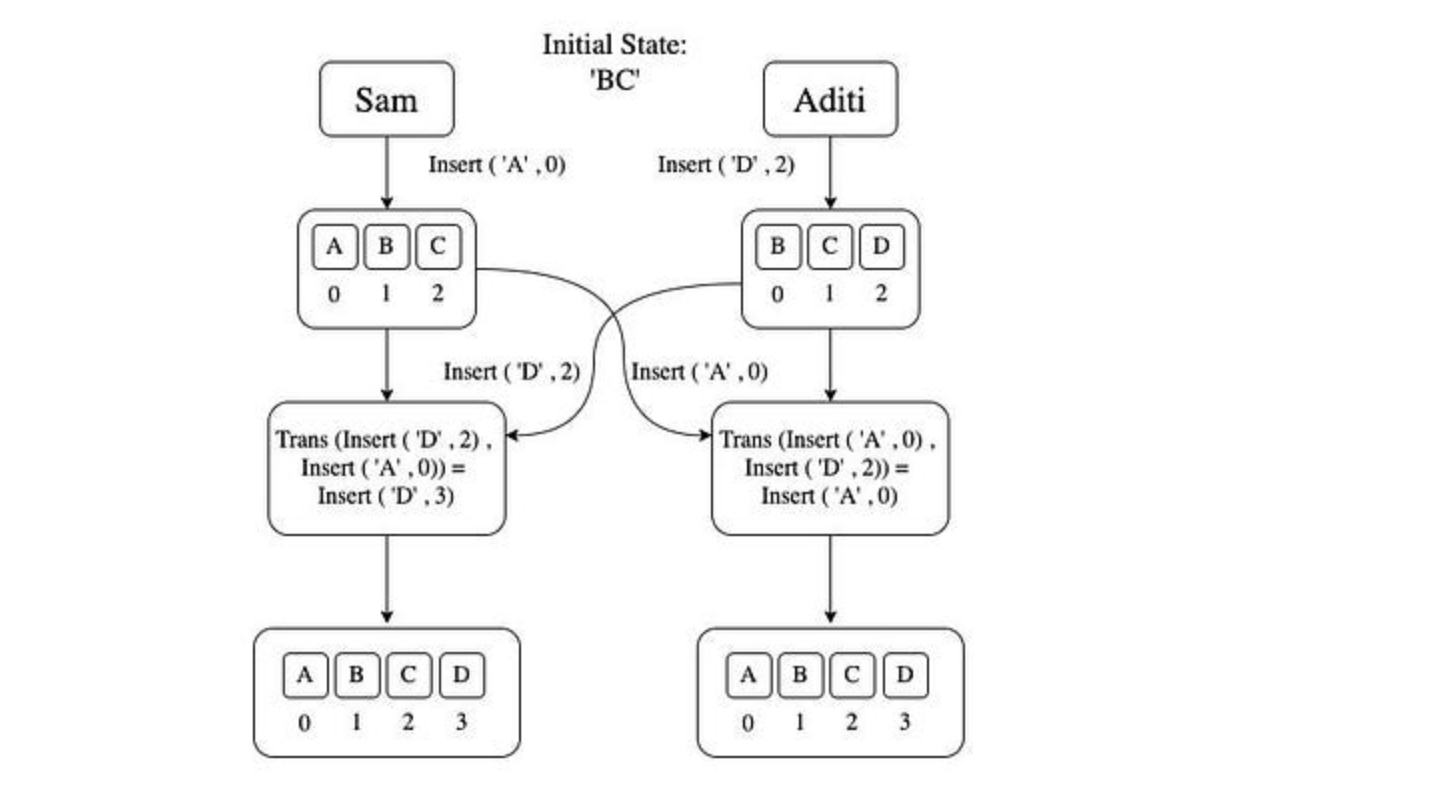 Initial State:
'BC'
Sam
Aditi
Insert ( 'A' , 0)
Insert ( 'D' , 2)
A B C
0 1 2
B C D
0 1 2
Insert ( 'D' , 2)
Insert ( 'A' , 0)
Trans (Insert ( 'D' , 2) ,
Insert ( 'A' , 0)) =
Insert ( 'D' , 3)
Trans (Insert ( 'A' , 0) ,
Insert ( 'D' , 2)) =
Insert ( 'A' , 0)
A B C D
0 1 2 3
A B C D
0 1 2 3